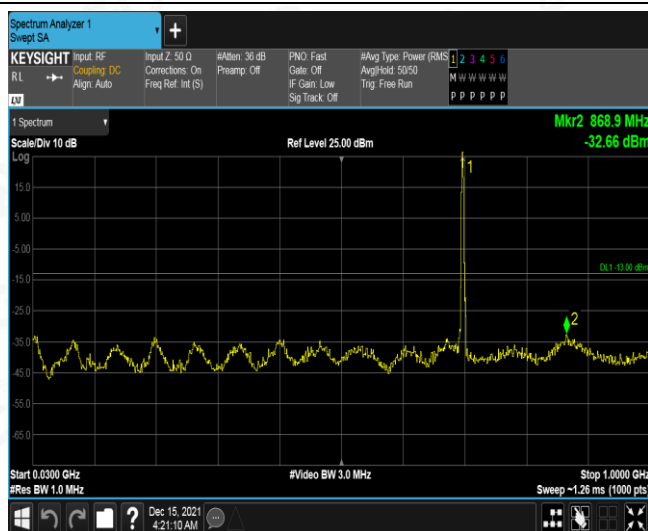 Spectrum Analyzer 1
Swept SA
+
KEYSIGHT
RL
LXI
Input: RF
Coupling: DC
Align: Auto
Input Z: 50 Ω
Corrections: On
Freq Ref: Int (S)
#Atten: 36 dB
Preamp: Off
PNO: Fast
Gate: Off
IF Gain: Low
Sig Track: Off
#Avg Type: Power (RMS
Avg|Hold: 50/50
Trig: Free Run
1 2 3 4 5 6
M W W W W W
P P P P P P
1 Spectrum
Mkr2 868.9 MHz
Scale/Div 10 dB
Ref Level 25.00 dBm
-32.66 dBm
Log
1
15.0
5.00
-5.00
DL1 -13.00 dBm
-15.0
-25.0
2
-35.0
-45.0
-55.0
-65.0
Start 0.0300 GHz
#Video BW 3.0 MHz
Stop 1.0000 GHz
#Res BW 1.0 MHz
Sweep ~1.26 ms (1000 pts)
?
Dec 15, 2021
4:21:10 AM